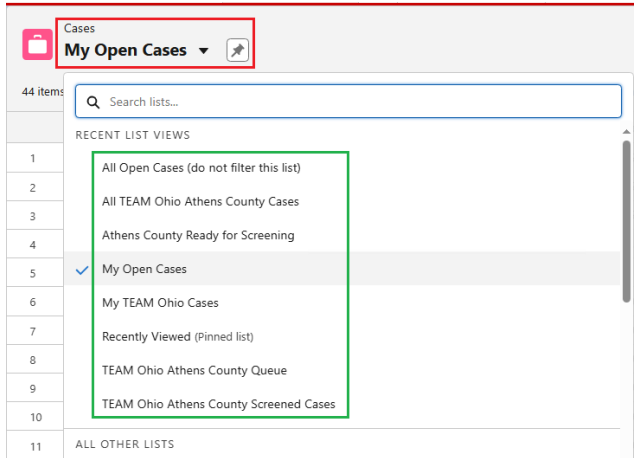 Cases
My Open Cases
44 items
Search lists...
RECENT LIST VIEWS
1
All Open Cases (do not filter this list)
2
All TEAM Ohio Athens County Cases
3
Athens County Ready for Screening
4
5
My Open Cases
6
My TEAM Ohio Cases
7
Recently Viewed (Pinned list)
8
TEAM Ohio Athens County Queue
9
TEAM Ohio Athens County Screened Cases
10
11
ALL OTHER LISTS